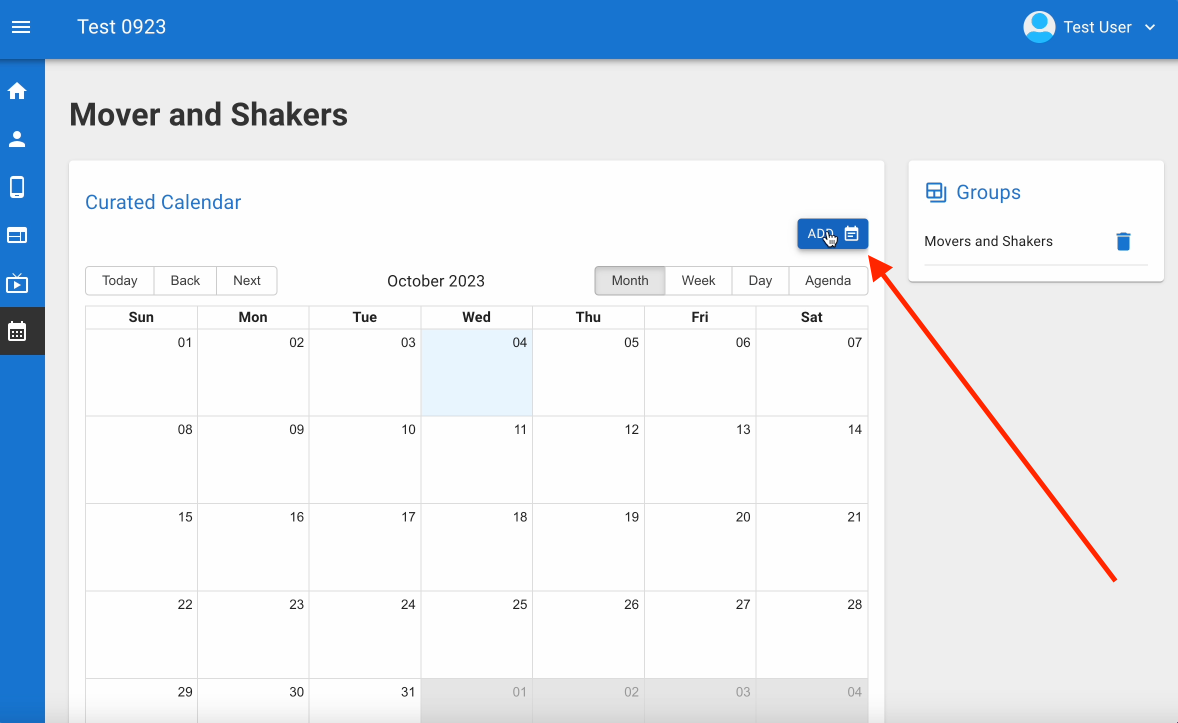 Test 0923
Test User
Mover and Shakers
Curated Calendar
ADD
Groups
Movers and Shakers
Today Back Next October 2023 Month Week Day Agenda
Sun Mon Tue Wed Thu Fri Sat
01 02 03 04 05 06 07
08 09 10 11 12 13 14
15 16 17 18 19 20 21
22 23 24 25 26 27 28
29 30 31 01 02 03 04